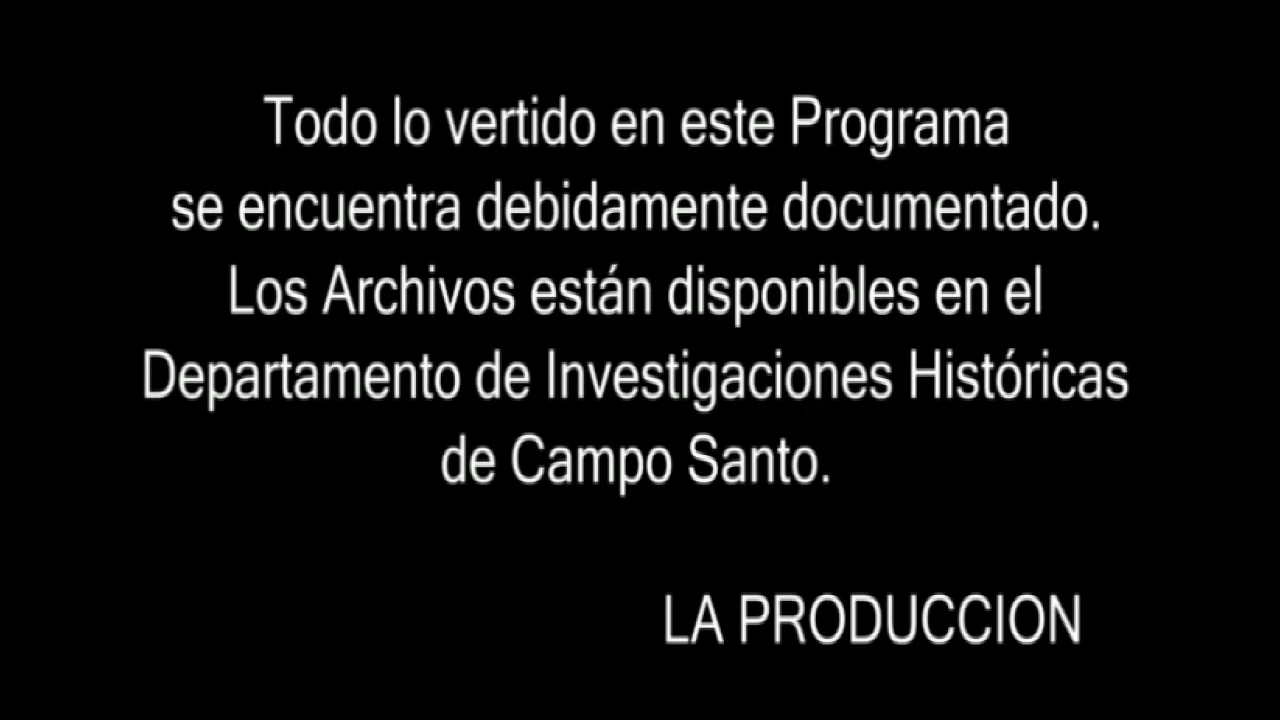 Todo lo vertido en este Programa
se encuentra debidamente documentado.
Los Archivos están disponibles en el
Departamento de Investigaciones Históricas
de Campo Santo.
LA PRODUCCION